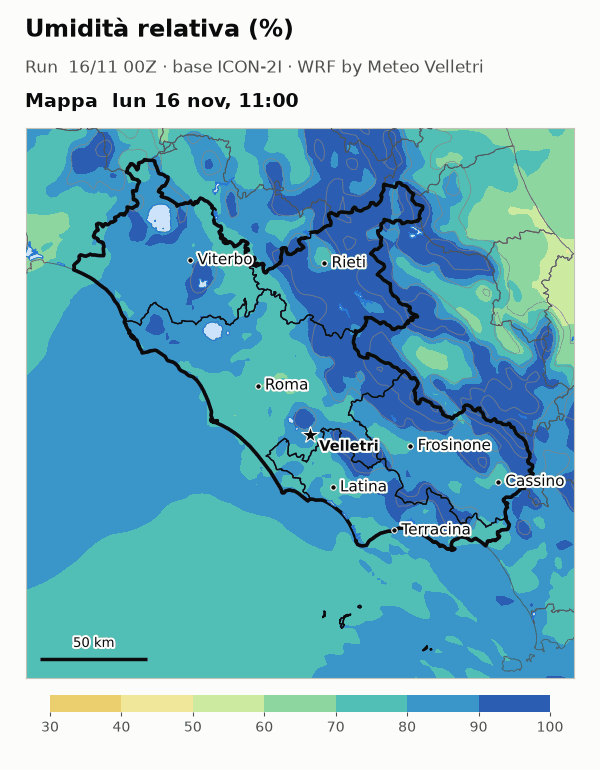 Umidità relativa (%)
Run  16/11 00Z · base ICON-2I · WRF by Meteo Velletri
Mappa  lun 16 nov, 11:00
Viterbo
Rieti
Roma
Velletri
Frosinone
Cassino
Latina
Terracina
50 km
30 40 50 60 70 80 90 100